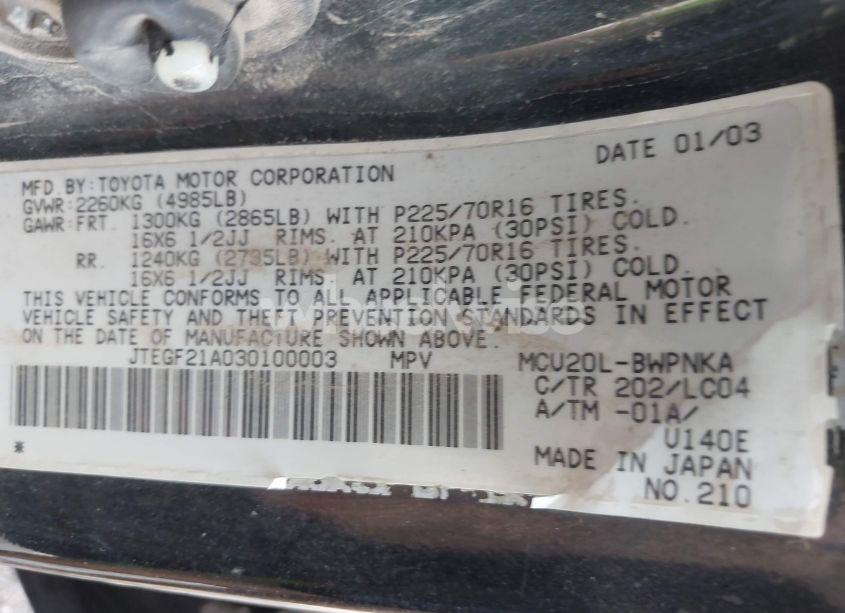 DATE 01/03
MFD.BY:TOYOTA MOTOR CORPORATION
GVWR:2260KG (4985LB)
GAWR:FRT. 1300KG (2865LB) WITH P225/70R16 TIRES.
16X6 1/2JJ RIMS. AT 210KPA (30PSI) COLD.
RR. 1240KG (2735LB) WITH P225/70R16 TIRES.
16X6 1/2JJ RIMS. AT 210KPA (30PSI) COLD.
THIS VEHICLE CONFORMS TO ALL APPLICABLE FEDERAL MOTOR
VEHICLE SAFETY AND THEFT PREVENTION STANDARDS IN EFFECT
ON THE DATE OF MANUFACTURE SHOWN ABOVE.
JTEGF21A030100003 MPV MCU20L-BWPNKA
C/TR 202/LC04
A/TM -01A/
U140E
* MADE IN JAPAN
NO.210